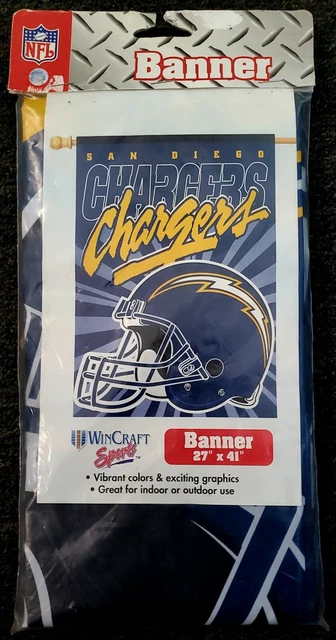 NFL
Banner
SAN DIEGO
CHARGERS
Chargers
WinCraft
Sports™
Banner
27" x 41"
• Vibrant colors & exciting graphics
• Great for indoor or outdoor use